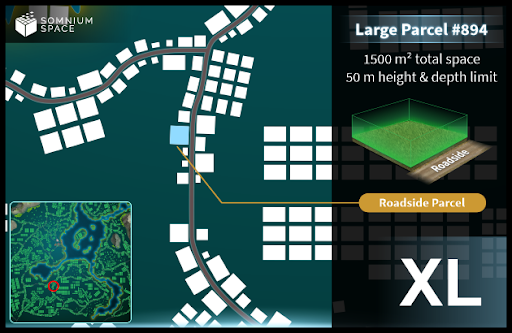 SOMNIUM
SPACE
Large Parcel #894
1500 m² total space
50 m height & depth limit
Roadside
Roadside Parcel
XL